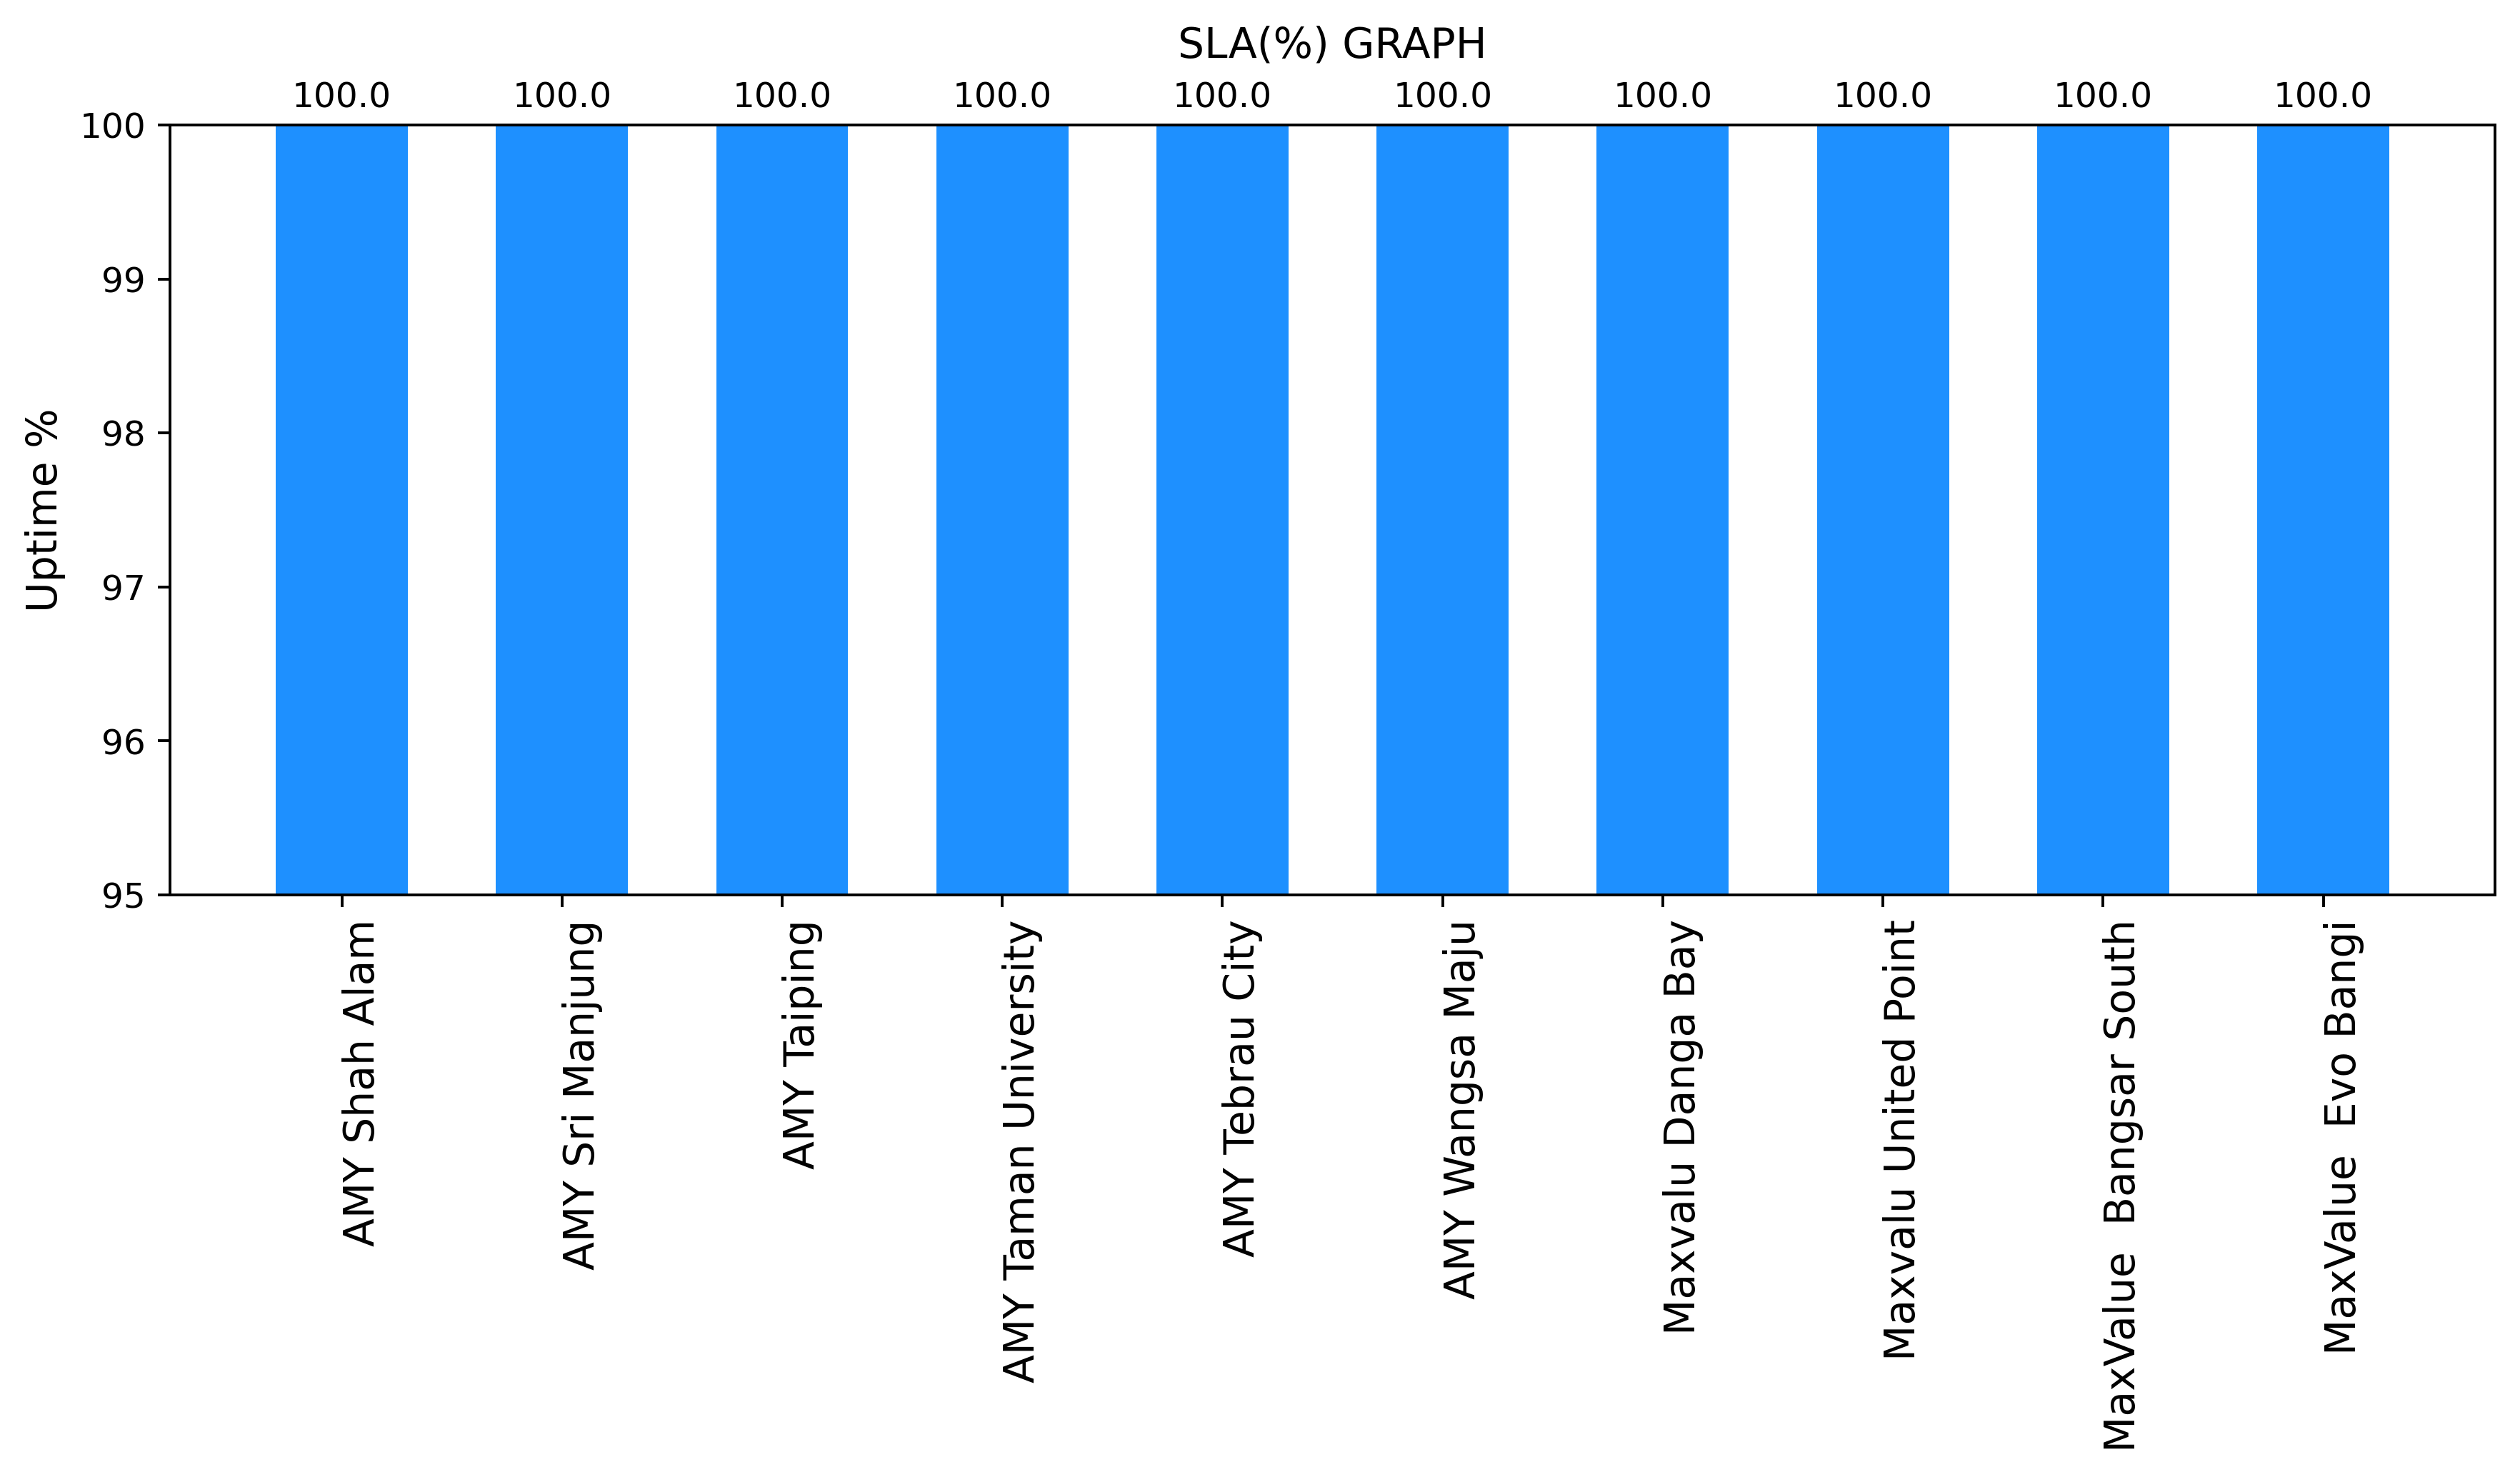 SLA(%) GRAPH
100.0 100.0 100.0 100.0 100.0 100.0 100.0 100.0 100.0 100.0
Uptime %
100
99
98
97
96
95
AMY Shah Alam
AMY Sri Manjung
AMY Taiping
AMY Taman University
AMY Tebrau City
AMY Wangsa Maju
Maxvalu Danga Bay
Maxvalu United Point
MaxValue  Bangsar South
MaxValue  Evo Bangi